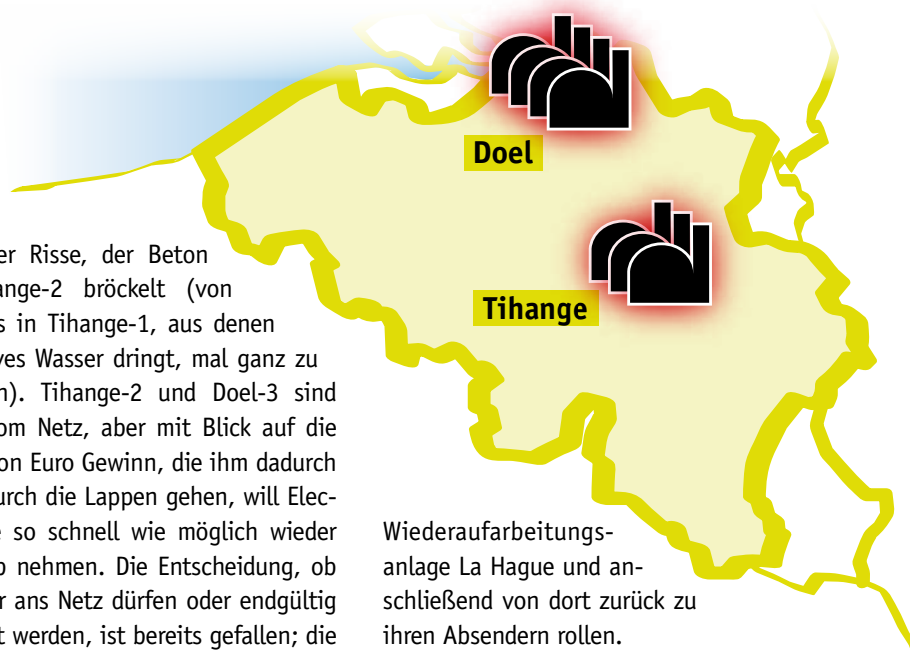 Doel
Tihange
er Risse, der Beton
ange-2 bröckelt (von
s in Tihange-1, aus denen
ves Wasser dringt, mal ganz zu
n). Tihange-2 und Doel-3 sind
om Netz, aber mit Blick auf die
on Euro Gewinn, die ihm dadurch
urch die Lappen gehen, will Elec-
e so schnell wie möglich wieder
b nehmen. Die Entscheidung, ob
r ans Netz dürfen oder endgültig
t werden, ist bereits gefallen; die
Wiederaufarbeitungs-
anlage La Hague und an-
schließend von dort zurück zu
ihren Absendern rollen.